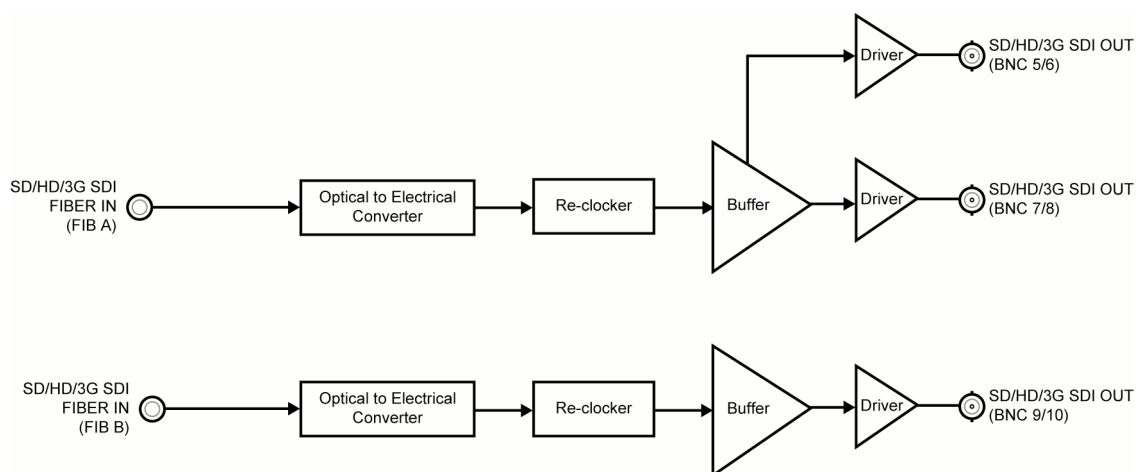 Driver
SD/HD/3G SDI OUT
(BNC 5/6)
SD/HD/3G SDI
FIBER IN
(FIB A)
Optical to Electrical
Converter
Re-clocker
Buffer
Driver
SD/HD/3G SDI OUT
(BNC 7/8)
SD/HD/3G SDI
FIBER IN
(FIB B)
Optical to Electrical
Converter
Re-clocker
Buffer
Driver
SD/HD/3G SDI OUT
(BNC 9/10)